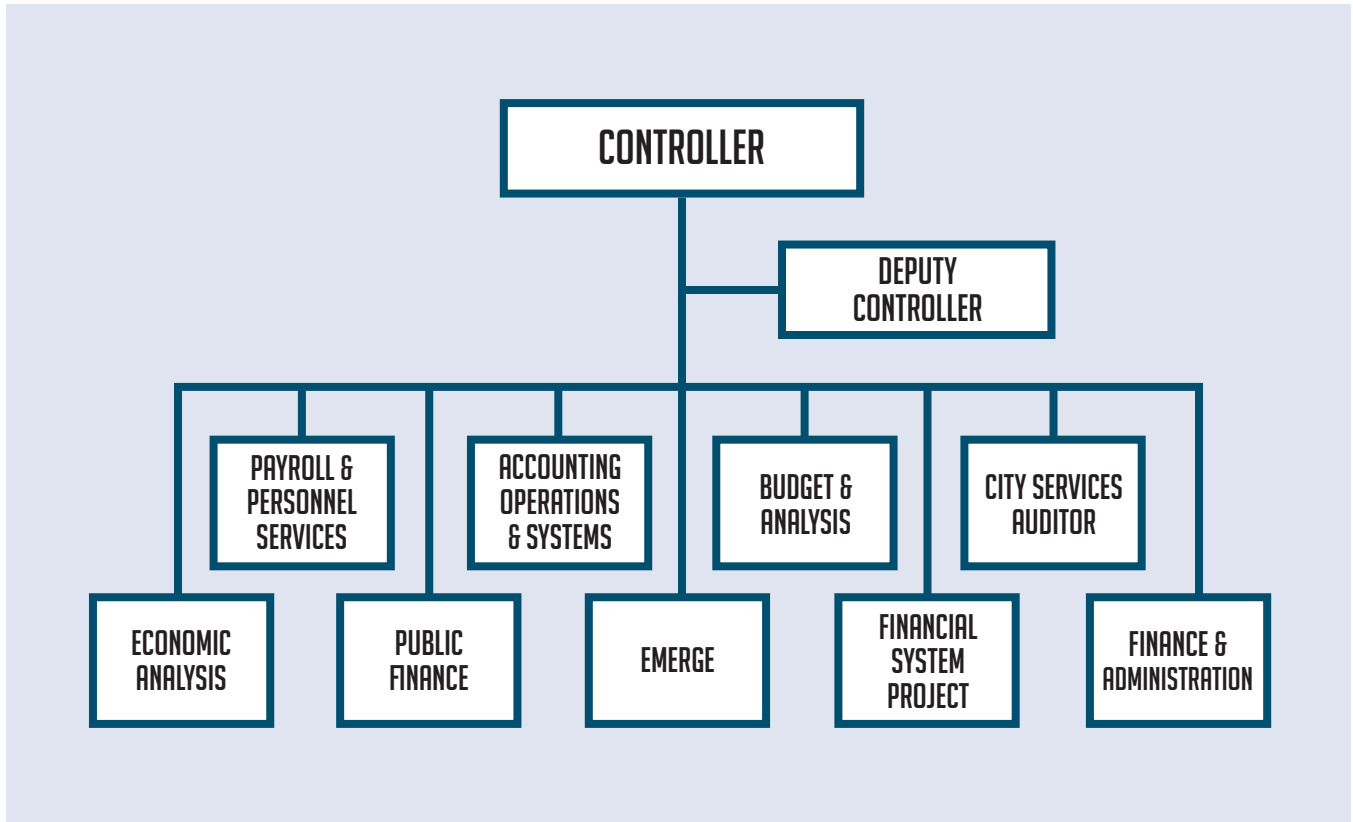 CONTROLLER
DEPUTY
CONTROLLER
PAYROLL &
PERSONNEL
SERVICES
ACCOUNTING
OPERATIONS
& SYSTEMS
BUDGET &
ANALYSIS
CITY SERVICES
AUDITOR
ECONOMIC
ANALYSIS
PUBLIC
FINANCE
EMERGE
FINANCIAL
SYSTEM
PROJECT
FINANCE &
ADMINISTRATION